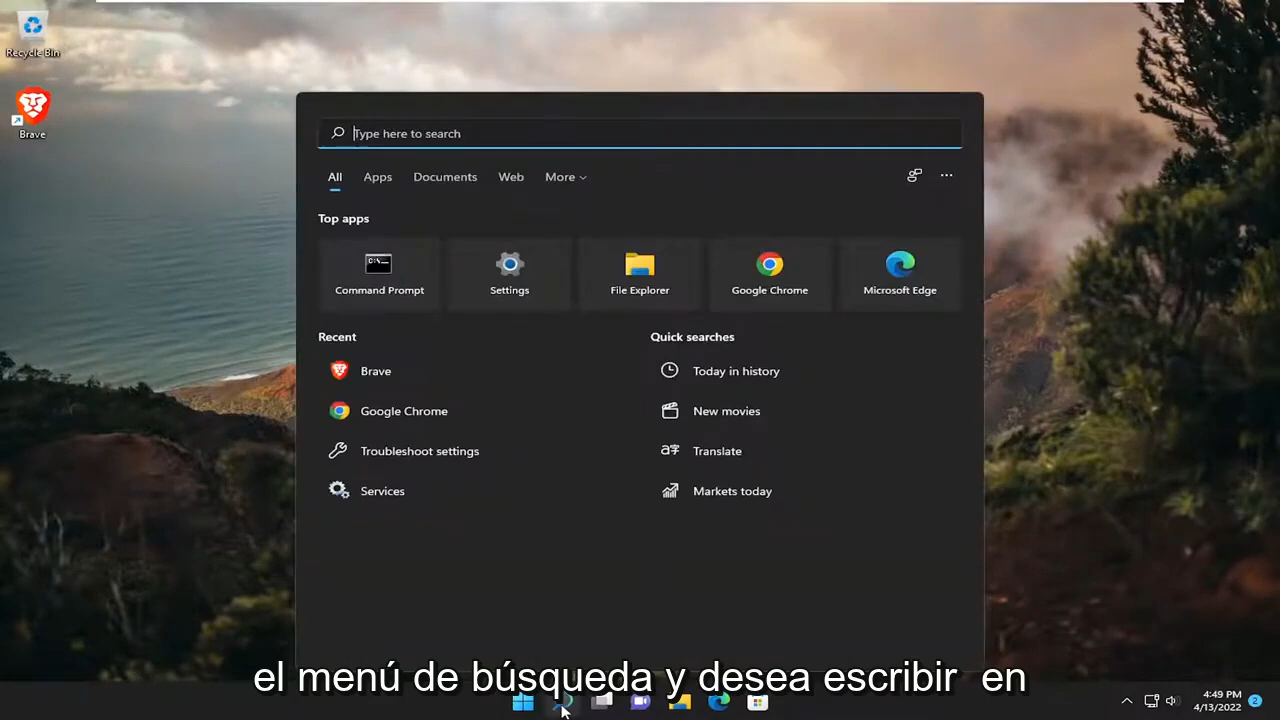 Recycle Bin
Brave
Type here to search
All Apps Documents Web More
Top apps
Command Prompt Settings File Explorer Google Chrome Microsoft Edge
Recent
Brave
Google Chrome
Troubleshoot settings
Services
Quick searches
Today in history
New movies
Translate
Markets today
el menú de búsqueda y desea escribir en
4:49 PM
4/13/2022
2